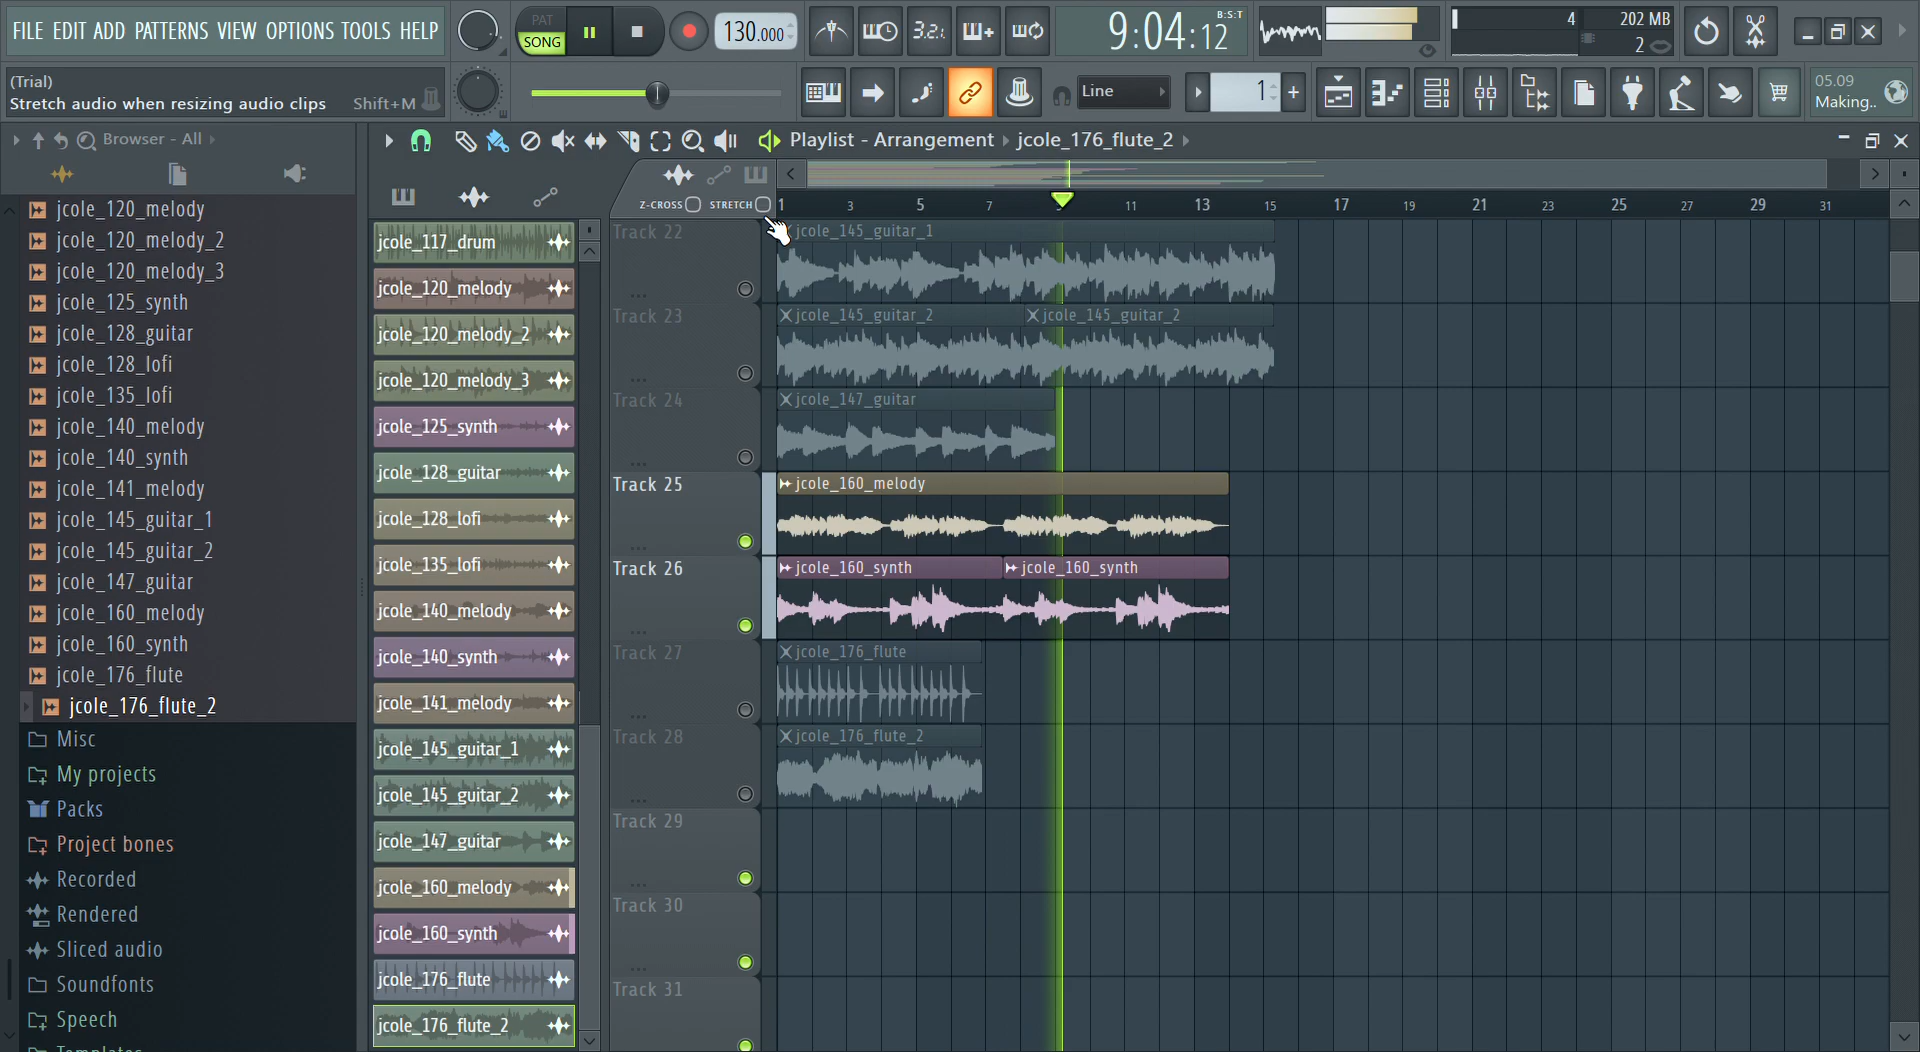 FILE EDIT ADD PATTERNS VIEW OPTIONS TOOLS HELP
PAT
SONG
130.000
3.2.1
B:S:T
9:04:12
4
202 MB
2
(Trial)
Stretch audio when resizing audio clips Shift+M
Line
1
05.09
Making..
Browser - All
Playlist - Arrangement › jcole_176_flute_2
Z-CROSS STRETCH
1 3 5 7 9 11 13 15 17 19 21 23 25 27 29 31
jcole_120_melody
jcole_120_melody_2
jcole_120_melody_3
jcole_125_synth
jcole_128_guitar
jcole_128_lofi
jcole_135_lofi
jcole_140_melody
jcole_140_synth
jcole_141_melody
jcole_145_guitar_1
jcole_145_guitar_2
jcole_147_guitar
jcole_160_melody
jcole_160_synth
jcole_176_flute
jcole_176_flute_2
Misc
My projects
Packs
Project bones
Recorded
Rendered
Sliced audio
Soundfonts
Speech
Templates
jcole_117_drum
jcole_120_melody
jcole_120_melody_2
jcole_120_melody_3
jcole_125_synth
jcole_128_guitar
jcole_128_lofi
jcole_135_lofi
jcole_140_melody
jcole_140_synth
jcole_141_melody
jcole_145_guitar_1
jcole_145_guitar_2
jcole_147_guitar
jcole_160_melody
jcole_160_synth
jcole_176_flute
jcole_176_flute_2
Track 22
jcole_145_guitar_1
Track 23
jcole_145_guitar_2 jcole_145_guitar_2
Track 24
jcole_147_guitar
Track 25
jcole_160_melody
Track 26
jcole_160_synth jcole_160_synth
Track 27
jcole_176_flute
Track 28
jcole_176_flute_2
Track 29
Track 30
Track 31